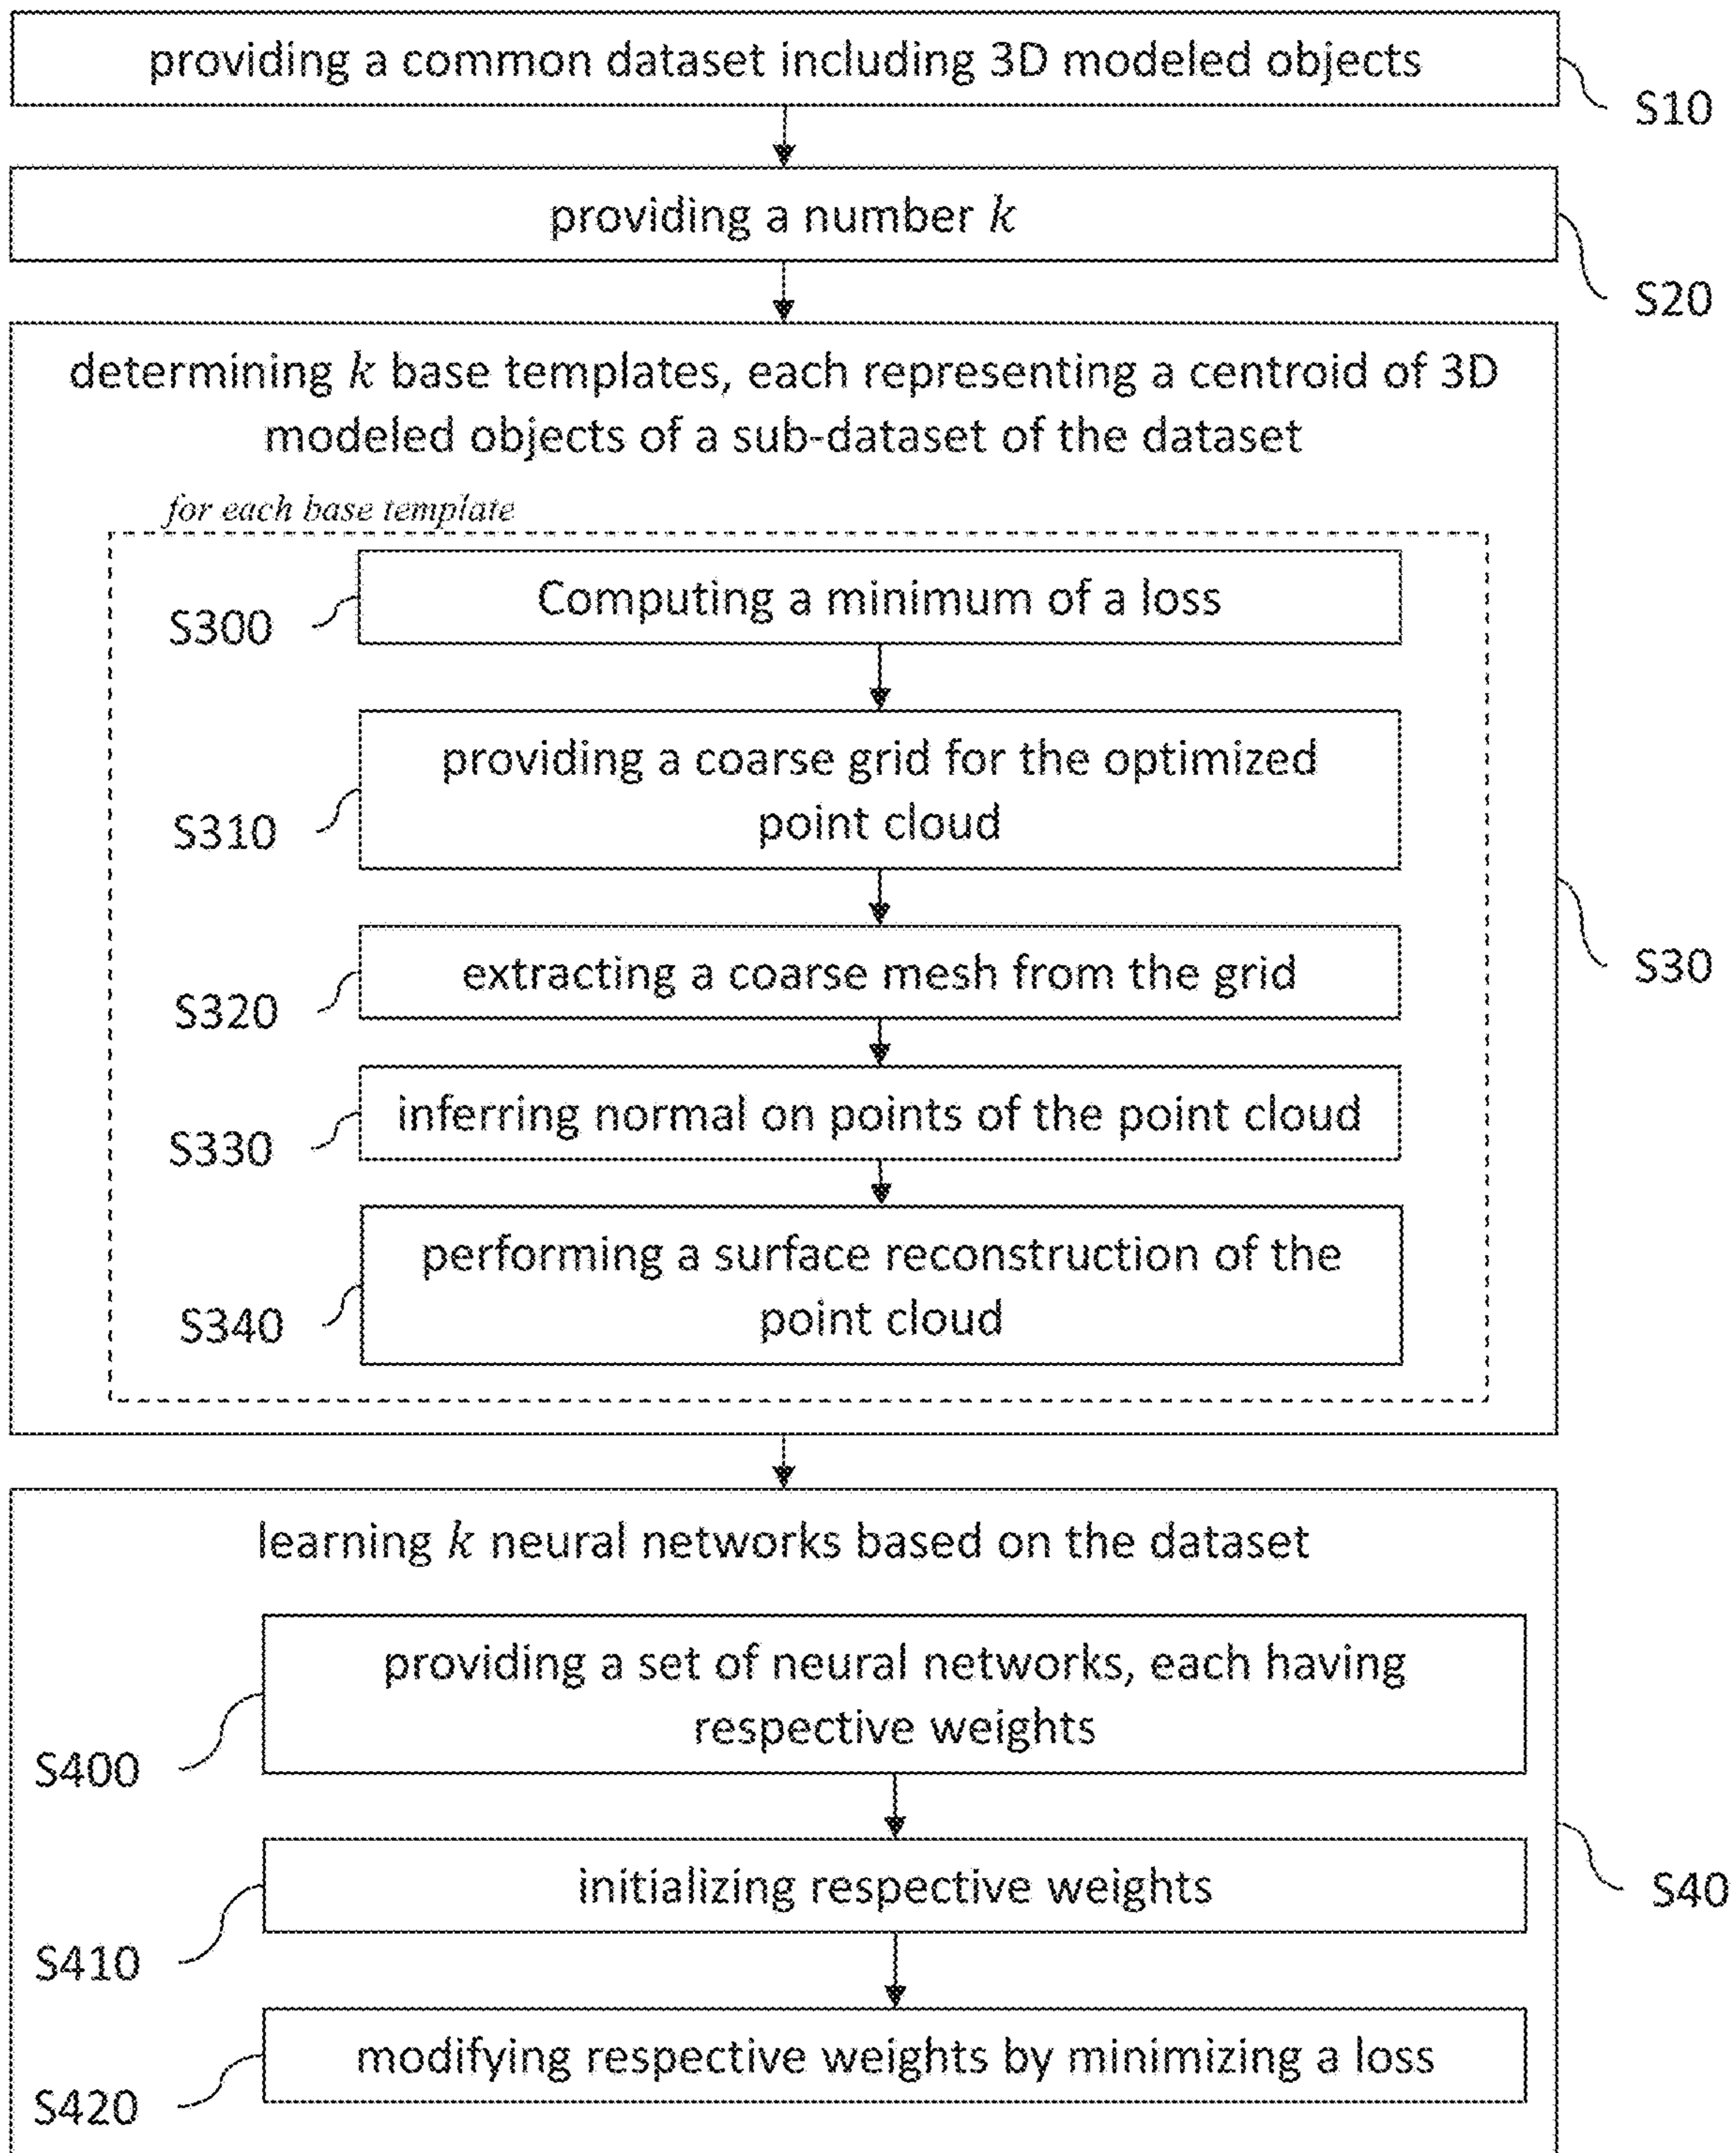 providing a common dataset including 3D modeled objects
S10
providing a number k
S20
determining k base templates, each representing a centroid of 3D
modeled objects of a sub-dataset of the dataset
for each base template
Computing a minimum of a loss
S300
providing a coarse grid for the optimized
point cloud
S310
extracting a coarse mesh from the grid
S320
S30
inferring normal on points of the point cloud
S330
performing a surface reconstruction of the
point cloud
S340
learning k neural networks based on the dataset
providing a set of neural networks, each having
respective weights
S400
initializing respective weights
S40
S410
modifying respective weights by minimizing a loss
S420